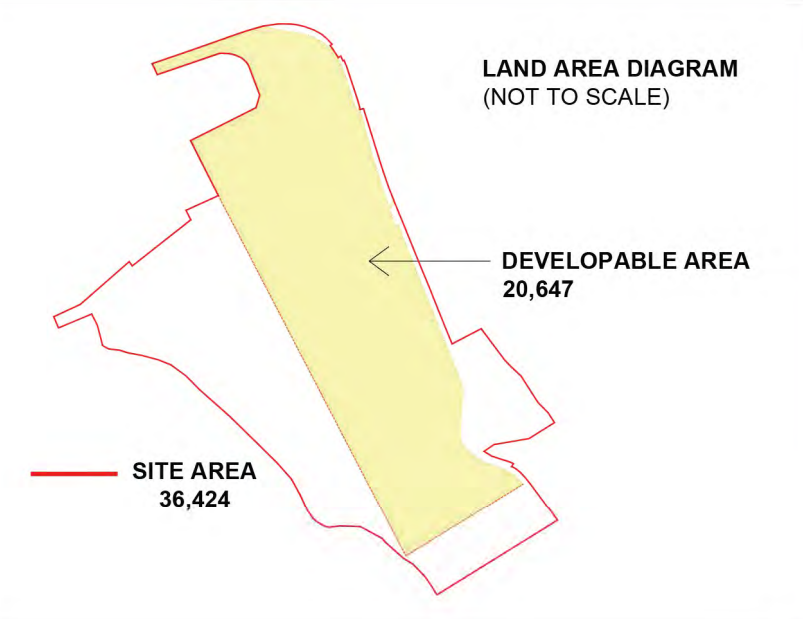 LAND AREA DIAGRAM
(NOT TO SCALE)
DEVELOPABLE AREA
20,647
SITE AREA
36,424